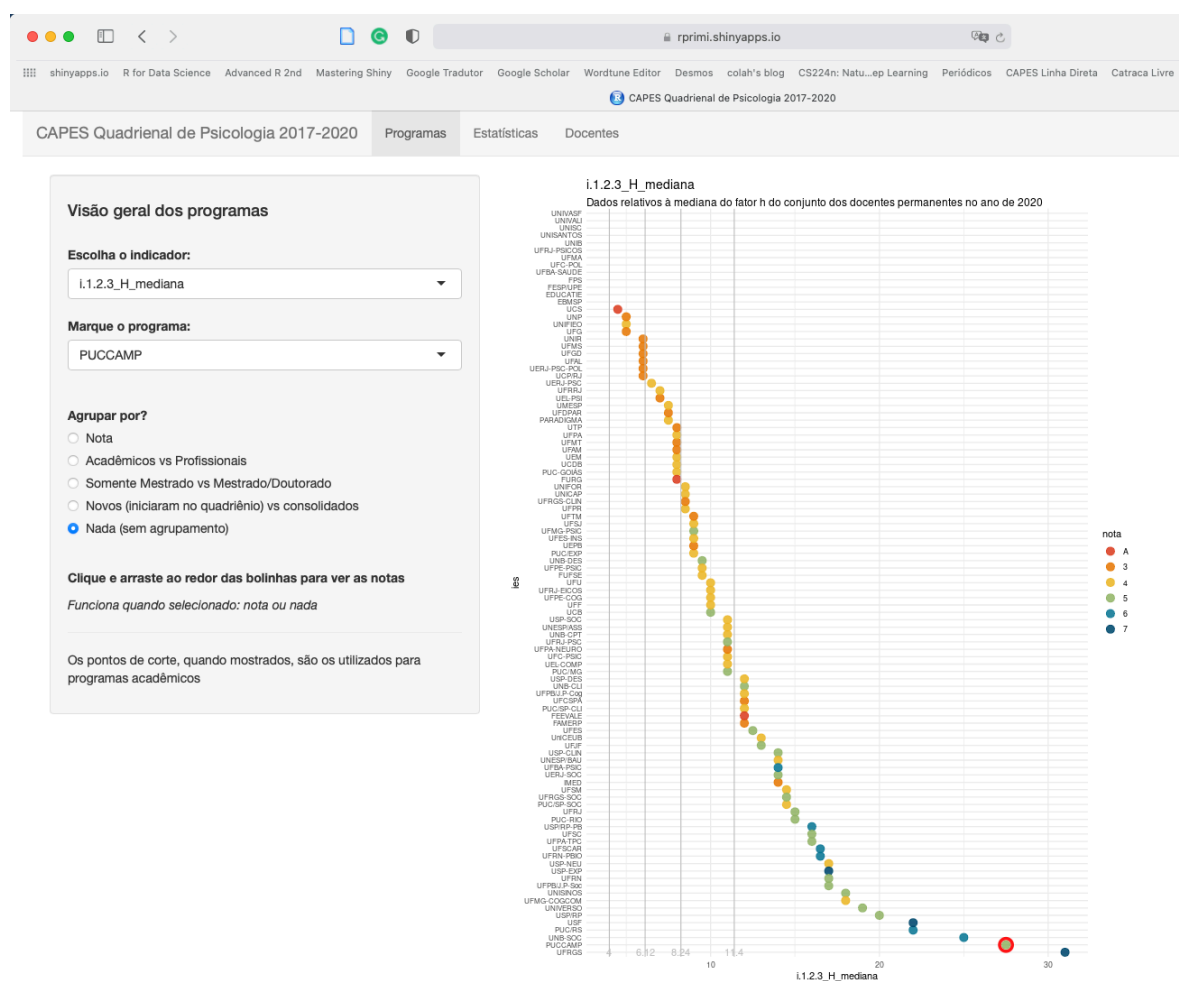 rprimi.shinyapps.io
shinyapps.io R for Data Science Advanced R 2nd Mastering Shiny Google Tradutor Google Scholar Wordtune Editor Desmos colah's blog CS224n: Natu...ep Learning Periódicos CAPES Linha Direta Catraca Livre
CAPES Quadrienal de Psicologia 2017-2020
CAPES Quadrienal de Psicologia 2017-2020 Programas Estatísticas Docentes
Visão geral dos programas
Escolha o indicador:
i.1.2.3_H_mediana
Marque o programa:
PUCCAMP
Agrupar por?
Nota
Acadêmicos vs Profissionais
Somente Mestrado vs Mestrado/Doutorado
Novos (iniciaram no quadriênio) vs consolidados
Nada (sem agrupamento)
Clique e arraste ao redor das bolinhas para ver as notas
Funciona quando selecionado: nota ou nada
Os pontos de corte, quando mostrados, são os utilizados para
programas acadêmicos
i.1.2.3_H_mediana
Dados relativos à mediana do fator h do conjunto dos docentes permanentes no ano de 2020
UNIVASF
UNIVALI
UNISC
UNISANTOS
UNIB
UFRJ-PSICOS
UFMA
UFC-POL
UFBA-SAUDE
FPS
FESP/UPE
EDUCATIE
EBMSP
UCS
UNP
UNIFIEO
UFG
UNIR
UFMS
UFGD
UFAL
UERJ-PSC-POL
UCP/RJ
UERJ-PSC
UFRRJ
UEL-PSI
UMESP
UFDPAR
PARADIGMA
UTP
UFPA
UFMT
UFAM
UEM
UCDB
PUC-GOIÁS
FURG
UNIFOR
UNICAP
UFRGS-CLIN
UFPR
UFTM
UFSJ
UFMG-PSIC
UFES-INS
UEPB
PUC/EXP
UNB-DES
UFPE-PSIC
FUFSE
UFU
UFRJ-EICOS
UFPE-COG
UFF
UCB
USP-SOC
UNESP/ASS
UNB-CPT
UFRJ-PSC
UFPA-NEURO
UFC-PSIC
UEL-COMP
PUC/MG
USP-DES
UNB-CLI
UFPB/J.P-Cog
UFCSPA
PUC/SP-CLI
FEEVALE
FAMERP
UFES
UniCEUB
UFJF
USP-CLIN
UNESP/BAU
UFBA-PSIC
UERJ-SOC
IMED
UFSM
UFRGS-SOC
PUC/SP-SOC
UFRJ
PUC-RIO
USP/RP-PB
UFSC
UFPA-TPC
UFSCAR
UFRN-PBIO
USP-NEU
USP-EXP
UFRN
UFPB/J.P-Soc
UNISINOS
UFMG-COGCOM
UNIVERSO
USP/RP
USF
PUC/RS
UNB-SOC
PUCCAMP
UFRGS
ies
4 6.12 8.24 11.4
10 20 30
i.1.2.3_H_mediana
nota
A
3
4
5
6
7